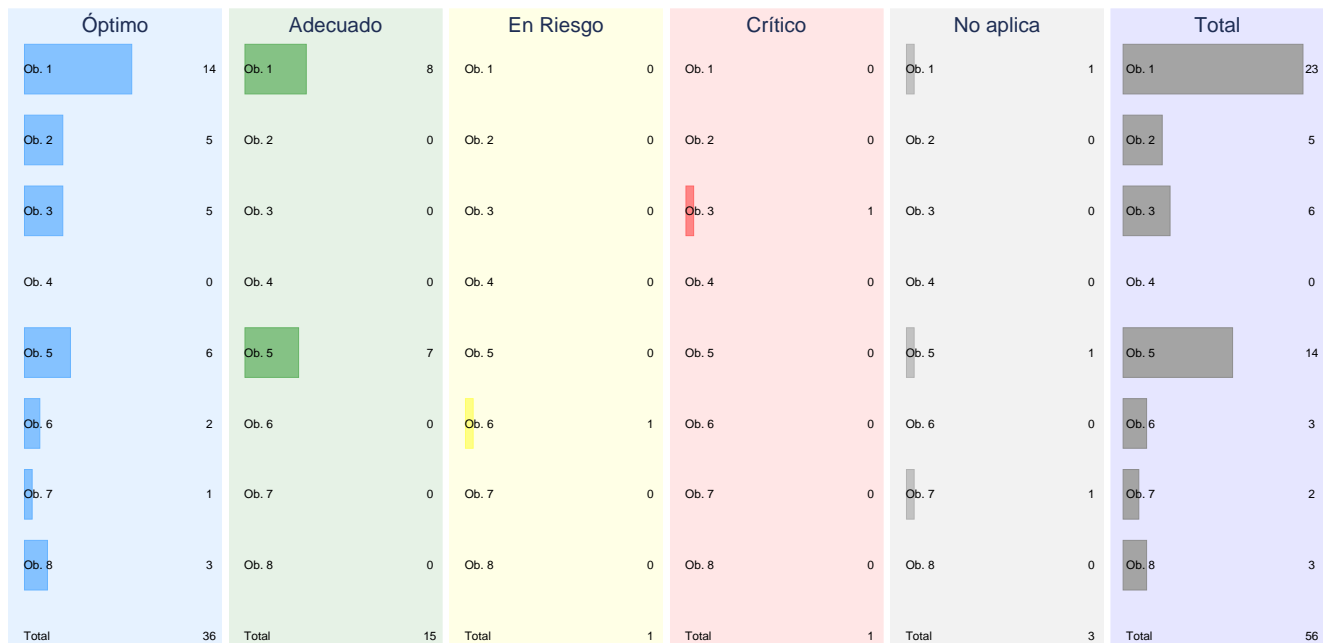 Óptimo Adecuado En Riesgo Crítico No aplica Total
Ob. 1 14 Ob. 1 8 Ob. 1 0 Ob. 1 0 Ob. 1 1 Ob. 1 23
Ob. 2 5 Ob. 2 0 Ob. 2 0 Ob. 2 0 Ob. 2 0 Ob. 2 5
Ob. 3 5 Ob. 3 0 Ob. 3 0 Ob. 3 1 Ob. 3 0 Ob. 3 6
Ob. 4 0 Ob. 4 0 Ob. 4 0 Ob. 4 0 Ob. 4 0 Ob. 4 0
Ob. 5 6 Ob. 5 7 Ob. 5 0 Ob. 5 0 Ob. 5 1 Ob. 5 14
Ob. 6 2 Ob. 6 0 Ob. 6 1 Ob. 6 0 Ob. 6 0 Ob. 6 3
Ob. 7 1 Ob. 7 0 Ob. 7 0 Ob. 7 0 Ob. 7 1 Ob. 7 2
Ob. 8 3 Ob. 8 0 Ob. 8 0 Ob. 8 0 Ob. 8 0 Ob. 8 3
Total 36 Total 15 Total 1 Total 1 Total 3 Total 56